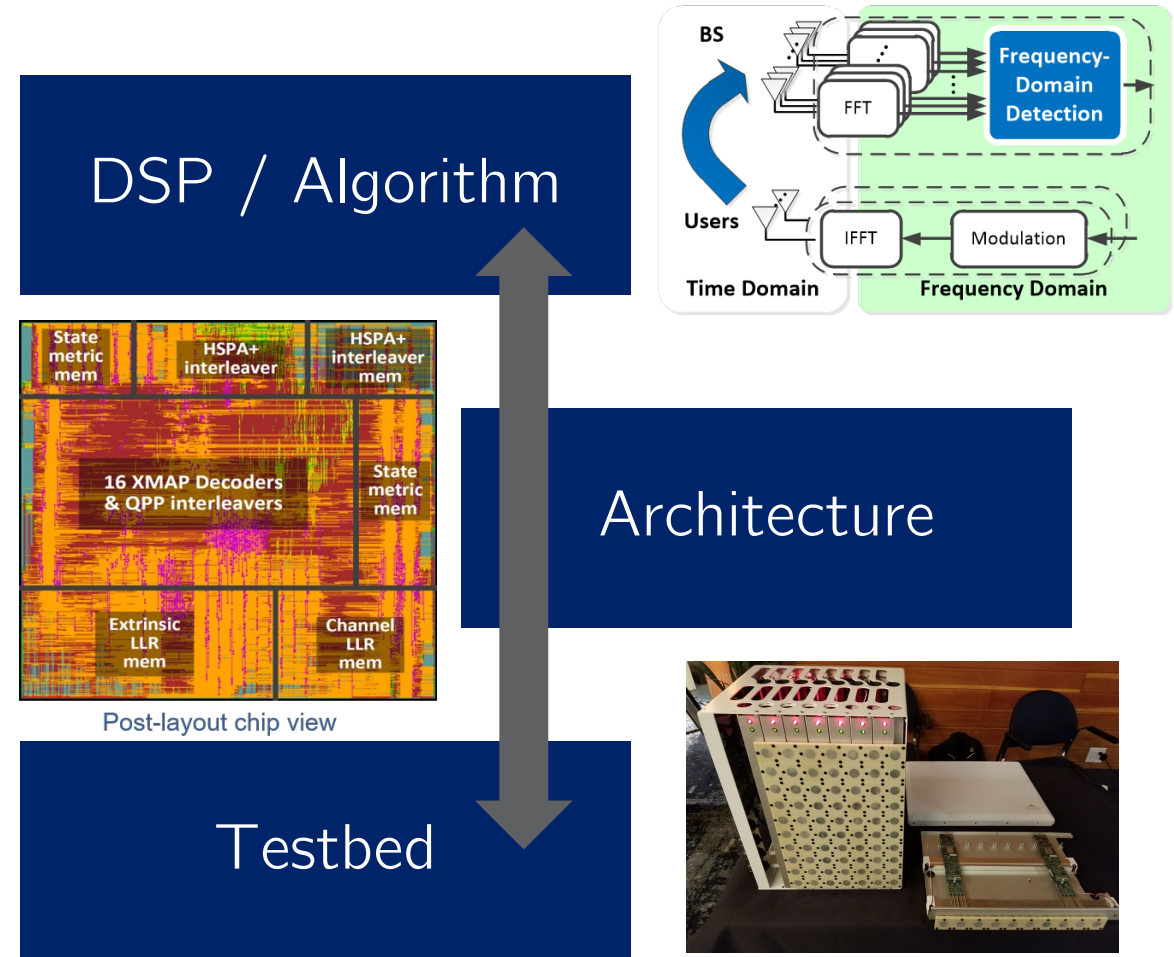 DSP / Algorithm
BS
FFT
Frequency-
Domain
Detection
Users
IFFT
Modulation
Time Domain
Frequency Domain
State
metric
mem
HSPA+
interleaver
HSPA+
interleaver
mem
16 XMAP Decoders
& QPP interleavers
State
metric
mem
Extrinsic
LLR
mem
Channel
LLR
mem
Post-layout chip view
Architecture
Testbed